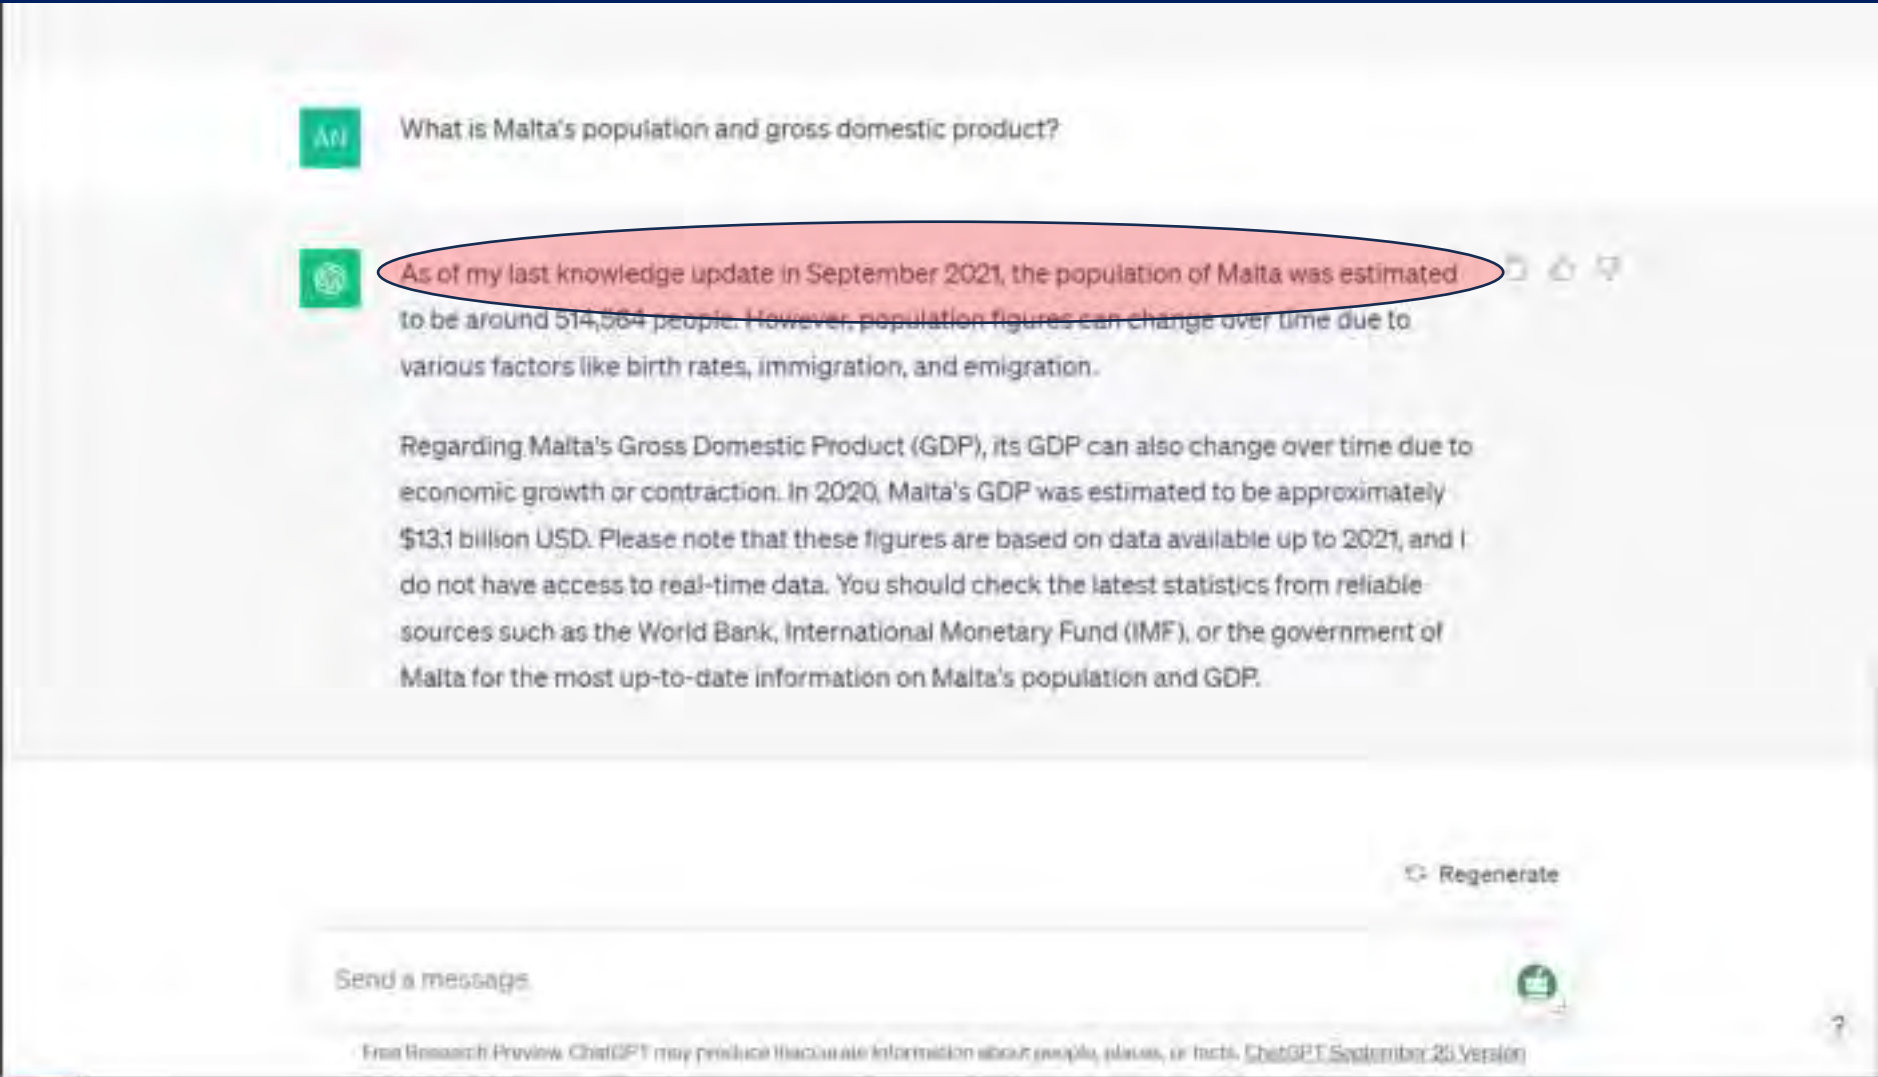 AN
What is Malta's population and gross domestic product?
As of my last knowledge update in September 2021, the population of Malta was estimated
to be around 514,564 people. However, population figures can change over time due to
various factors like birth rates, immigration, and emigration.
Regarding Malta's Gross Domestic Product (GDP), its GDP can also change over time due to
economic growth or contraction. In 2020, Malta's GDP was estimated to be approximately
$13.1 billion USD. Please note that these figures are based on data available up to 2021, and I
do not have access to real-time data. You should check the latest statistics from reliable
sources such as the World Bank, International Monetary Fund (IMF), or the government of
Malta for the most up-to-date information on Malta's population and GDP.
Regenerate
Send a message
Free Research Preview. ChatGPT may produce inaccurate information about people, places, or facts. ChatGPT September 25 Version
?